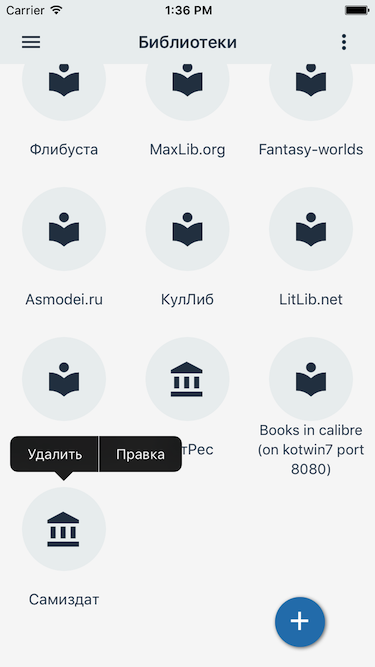 Carrier 1:36 PM
Библиотеки
Флибуста MaxLib.org Fantasy-worlds
Asmodei.ru КулЛиб LitLib.net
Books in calibre
(on kotwin7 port
8080)
Удалить Правка тРес
Самиздат